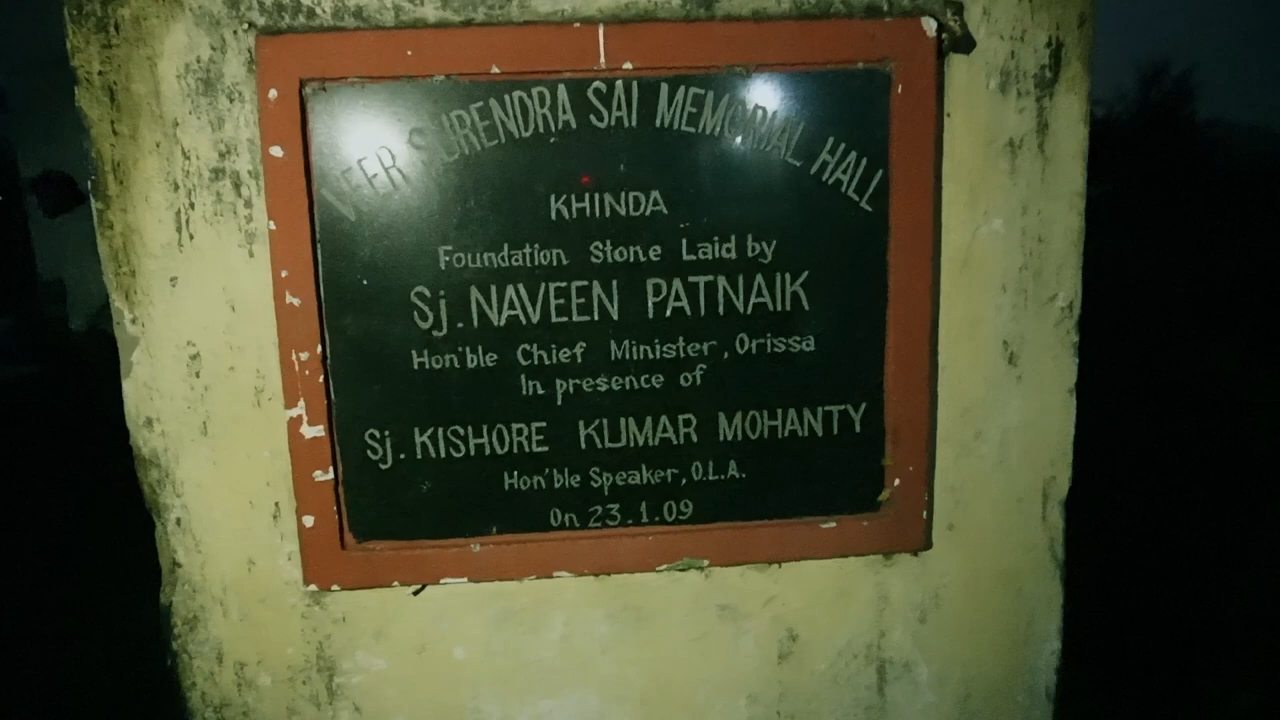 VEER SURENDRA SAI MEMORIAL HALL
KHINDA
Foundation Stone Laid by
Sj. NAVEEN PATNAIK
Hon'ble Chief Minister, Orissa
In presence of
Sj. KISHORE KUMAR MOHANTY
Hon'ble Speaker, O.L.A.
On 23.1.09